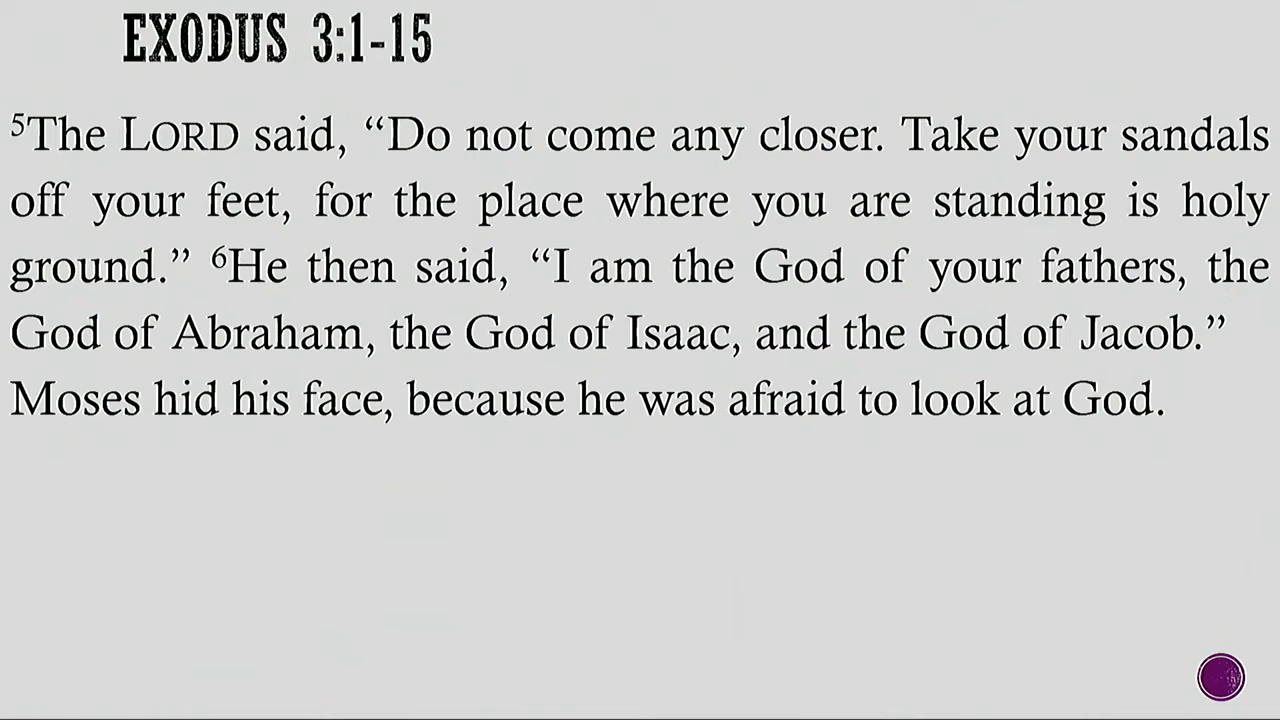 EXODUS 3:1-15
⁵The LORD said, “Do not come any closer. Take your sandals
off your feet, for the place where you are standing is holy
ground.” ⁶He then said, “I am the God of your fathers, the
God of Abraham, the God of Isaac, and the God of Jacob.”
Moses hid his face, because he was afraid to look at God.